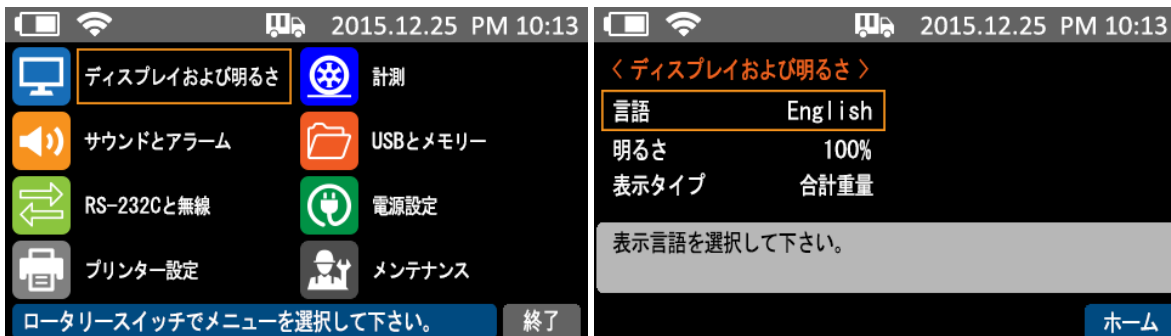 2015.12.25 PM 10:13
ディスプレイおよび明るさ
計測
サウンドとアラーム
USBとメモリー
RS-232Cと無線
電源設定
プリンター設定
メンテナンス
ロータリースイッチでメニューを選択して下さい。
終了
2015.12.25 PM 10:13
〈 ディスプレイおよび明るさ 〉
言語 English
明るさ 100%
表示タイプ 合計重量
表示言語を選択して下さい。
ホーム